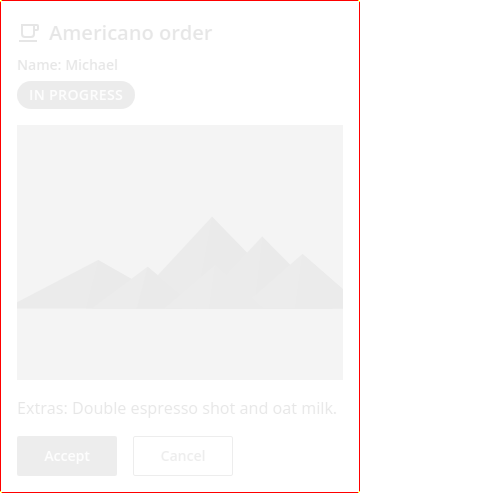 Americano order
Name: Michael
IN PROGRESS
Extras: Double espresso shot and oat milk.
Accept
Cancel